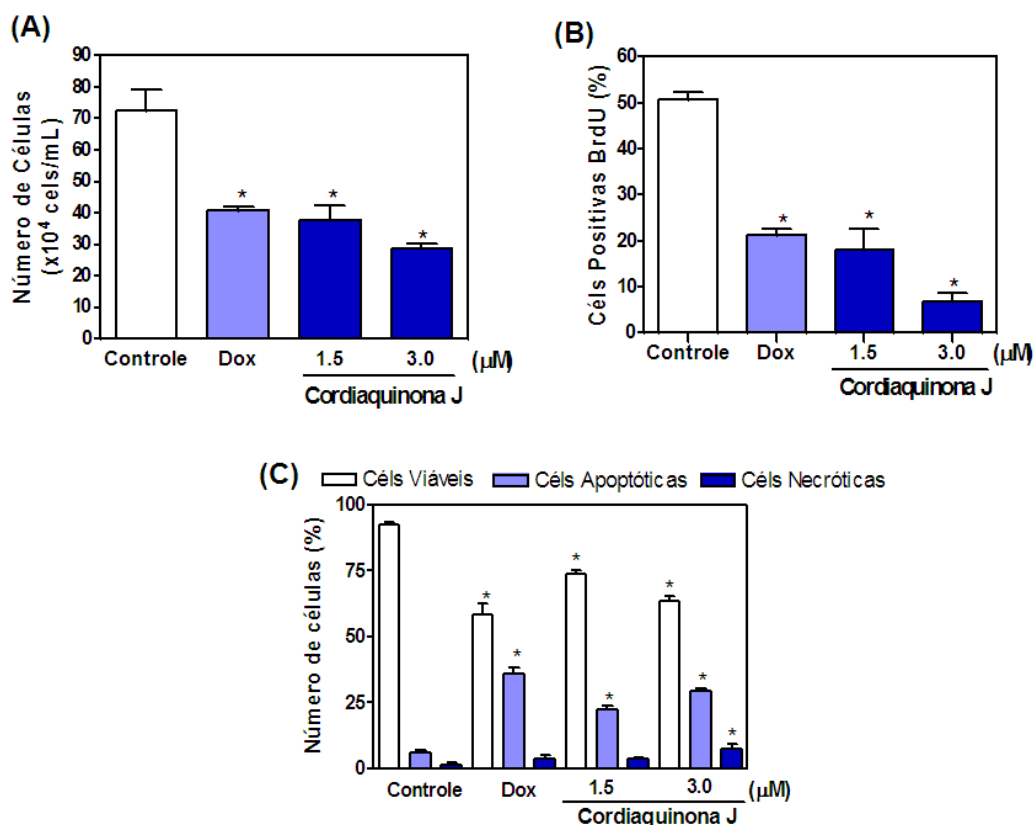 (A)
Número de Células
(x10⁴ cels/mL)
90
80
70
60
50
40
30
20
10
0
*
*
*
Controle Dox 1.5 3.0 (µM)
Cordiaquinona J
(B)
Céls Positivas BrdU (%)
60
50
40
30
20
10
0
*
*
*
Controle Dox 1.5 3.0 (µM)
Cordiaquinona J
(C)
Céls Viáveis Céls Apoptóticas Céls Necróticas
Número de células (%)
100
75
50
25
0
*
*
*
*
*
*
*
Controle Dox 1.5 3.0 (µM)
Cordiaquinona J